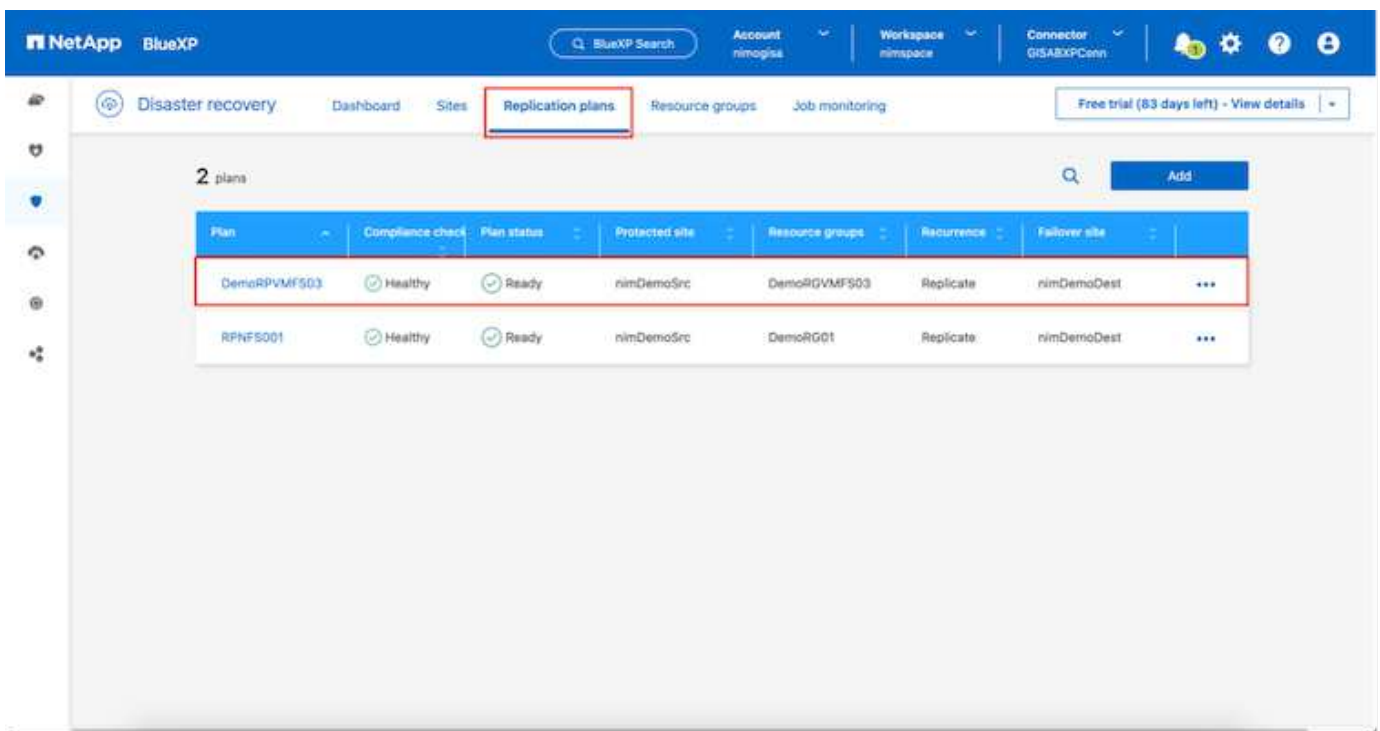 NetApp BlueXP BlueXP Search Account nimogisa Workspace nimspace Connector GISABXPConn 1
Disaster recovery Dashboard Sites Replication plans Resource groups Job monitoring Free trial (83 days left) - View details
2 plans Add
Plan Compliance check Plan status Protected site Resource groups Recurrence Failover site
DemoRPVMFS03 Healthy Ready nimDemoSrc DemoRGVMFS03 Replicate nimDemoDest
RPNFS001 Healthy Ready nimDemoSrc DemoRG01 Replicate nimDemoDest